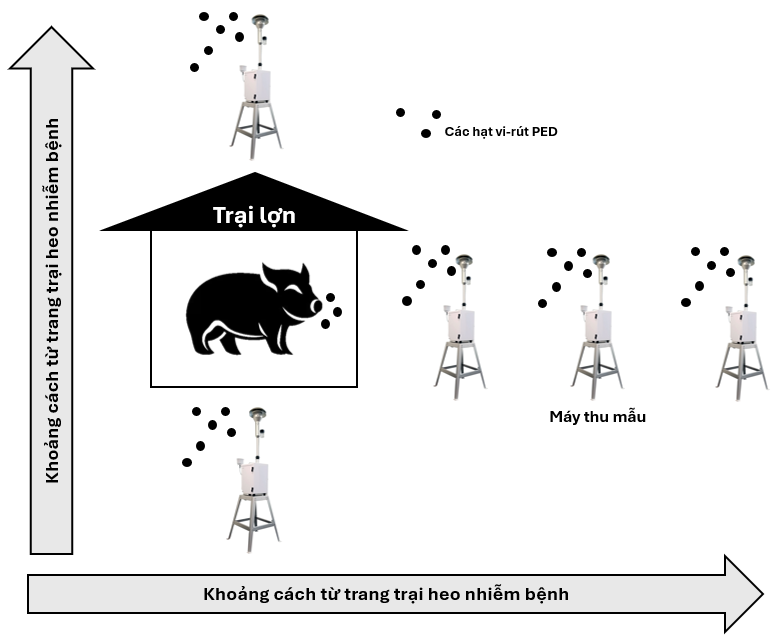 Khoảng cách từ trang trại heo nhiễm bệnh
Các hạt vi-rút PED
Trại lợn
Máy thu mẫu
Khoảng cách từ trang trại heo nhiễm bệnh